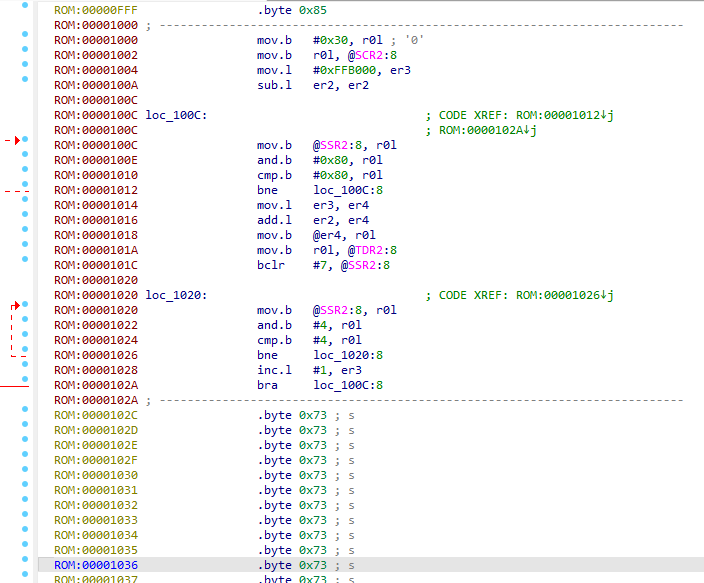 ROM:00000FFF .byte 0x85
ROM:00001000 ; ---------------------------------------------------------------------------
ROM:00001000 mov.b #0x30, r0l ; '0'
ROM:00001002 mov.b r0l, @SCR2:8
ROM:00001004 mov.l #0xFFB000, er3
ROM:0000100A sub.l er2, er2
ROM:0000100C
ROM:0000100C loc_100C: ; CODE XREF: ROM:00001012↓j
ROM:0000100C ; ROM:0000102A↓j
ROM:0000100C mov.b @SSR2:8, r0l
ROM:0000100E and.b #0x80, r0l
ROM:00001010 cmp.b #0x80, r0l
ROM:00001012 bne loc_100C:8
ROM:00001014 mov.l er3, er4
ROM:00001016 add.l er2, er4
ROM:00001018 mov.b @er4, r0l
ROM:0000101A mov.b r0l, @TDR2:8
ROM:0000101C bclr #7, @SSR2:8
ROM:00001020
ROM:00001020 loc_1020: ; CODE XREF: ROM:00001026↓j
ROM:00001020 mov.b @SSR2:8, r0l
ROM:00001022 and.b #4, r0l
ROM:00001024 cmp.b #4, r0l
ROM:00001026 bne loc_1020:8
ROM:00001028 inc.l #1, er3
ROM:0000102A bra loc_100C:8
ROM:0000102A ; ---------------------------------------------------------------------------
ROM:0000102C .byte 0x73 ; s
ROM:0000102D .byte 0x73 ; s
ROM:0000102E .byte 0x73 ; s
ROM:0000102F .byte 0x73 ; s
ROM:00001030 .byte 0x73 ; s
ROM:00001031 .byte 0x73 ; s
ROM:00001032 .byte 0x73 ; s
ROM:00001033 .byte 0x73 ; s
ROM:00001034 .byte 0x73 ; s
ROM:00001035 .byte 0x73 ; s
ROM:00001036 .byte 0x73 ; s
ROM:00001037 .byte 0x73 ; s